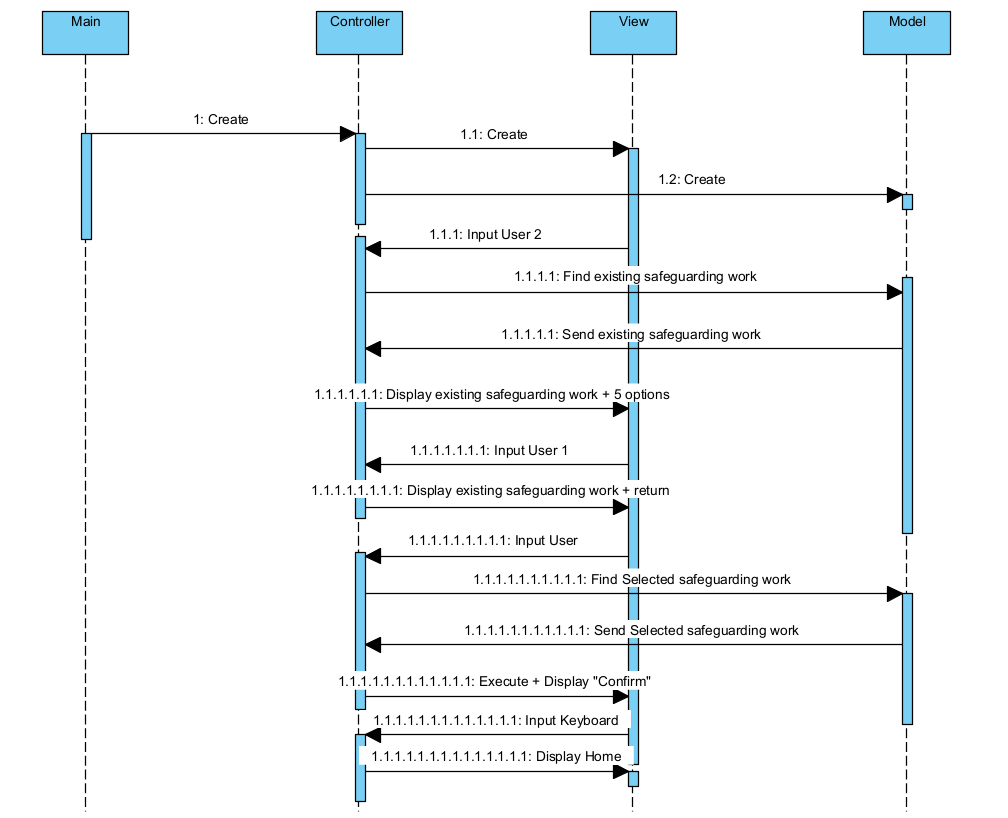 Main
Controller
View
Model
1: Create
1.1: Create
1.2: Create
1.1.1: Input User 2
1.1.1.1: Find existing safeguarding work
1.1.1.1.1: Send existing safeguarding work
1.1.1.1.1.1: Display existing safeguarding work + 5 options
1.1.1.1.1.1.1: Input User 1
1.1.1.1.1.1.1.1: Display existing safeguarding work + return
1.1.1.1.1.1.1.1.1: Input User
1.1.1.1.1.1.1.1.1.1: Find Selected safeguarding work
1.1.1.1.1.1.1.1.1.1.1: Send Selected safeguarding work
1.1.1.1.1.1.1.1.1.1.1.1: Execute + Display "Confirm"
1.1.1.1.1.1.1.1.1.1.1.1.1: Input Keyboard
1.1.1.1.1.1.1.1.1.1.1.1.1.1: Display Home